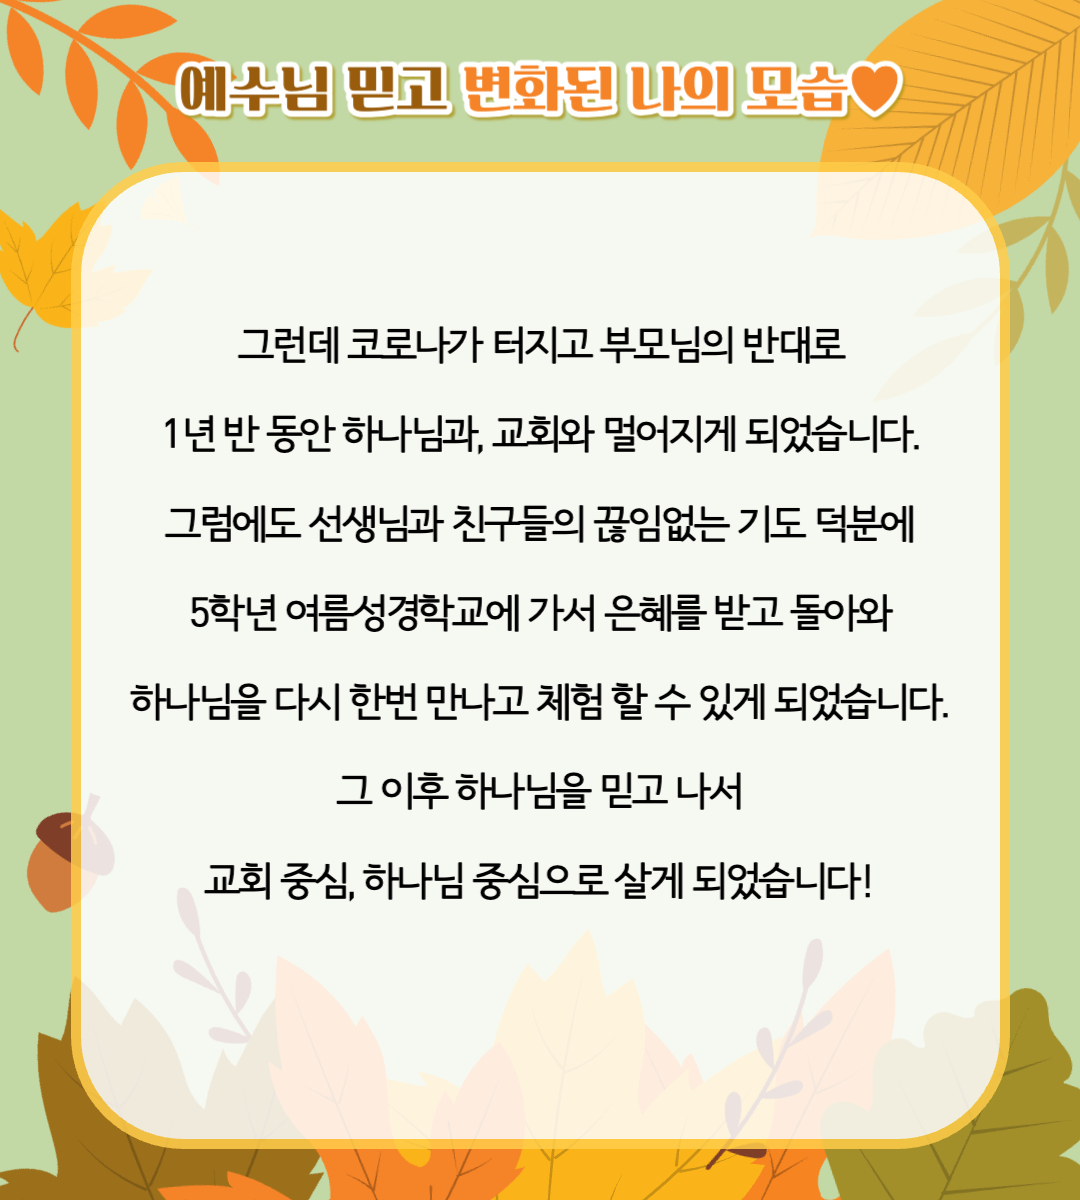 예수님 믿고 변화된 나의 모습♥
그런데 코로나가 터지고 부모님의 반대로
1년 반 동안 하나님과, 교회와 멀어지게 되었습니다.
그럼에도 선생님과 친구들의 끊임없는 기도 덕분에
5학년 여름성경학교에 가서 은혜를 받고 돌아와
하나님을 다시 한번 만나고 체험 할 수 있게 되었습니다.
그 이후 하나님을 믿고 나서
교회 중심, 하나님 중심으로 살게 되었습니다!